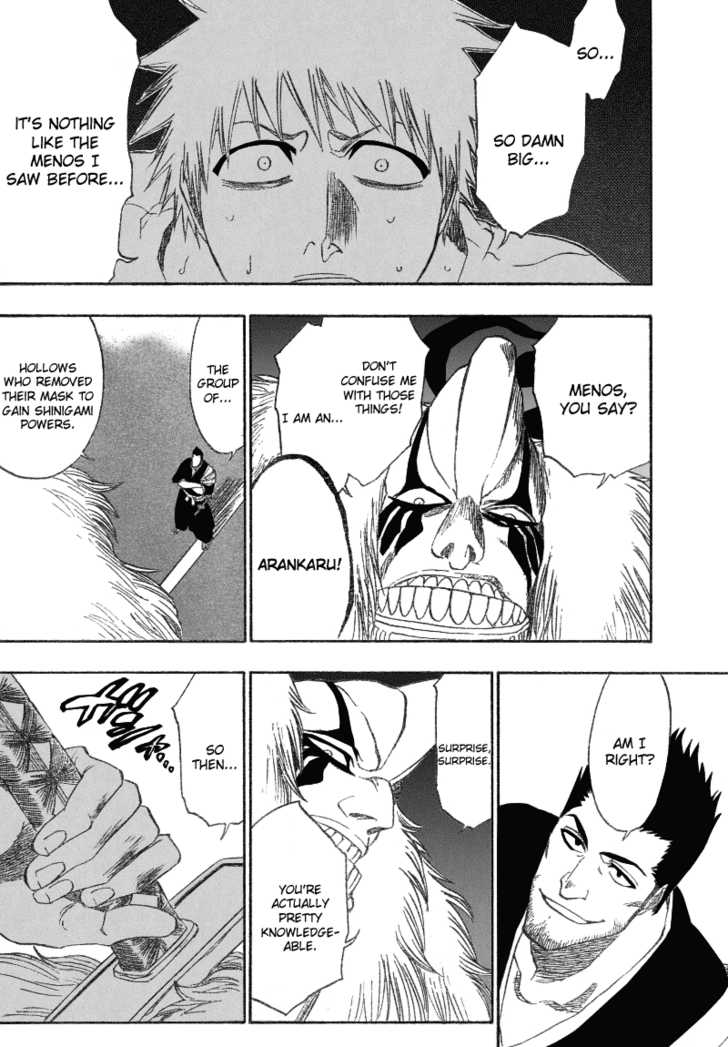 SO...
SO DAMN
BIG...
IT'S NOTHING
LIKE THE
MENOS I
SAW BEFORE...
MENOS,
YOU SAY?
DON'T
CONFUSE ME
WITH THOSE
THINGS!
I AM AN...
ARANKARU!
THE
GROUP
OF...
HOLLOWS
WHO REMOVED
THEIR MASK TO
GAIN SHINIGAMI
POWERS.
AM I
RIGHT?
SURPRISE,
SURPRISE.
YOU'RE
ACTUALLY
PRETTY
KNOWLEDGE-
ABLE.
SO
THEN...